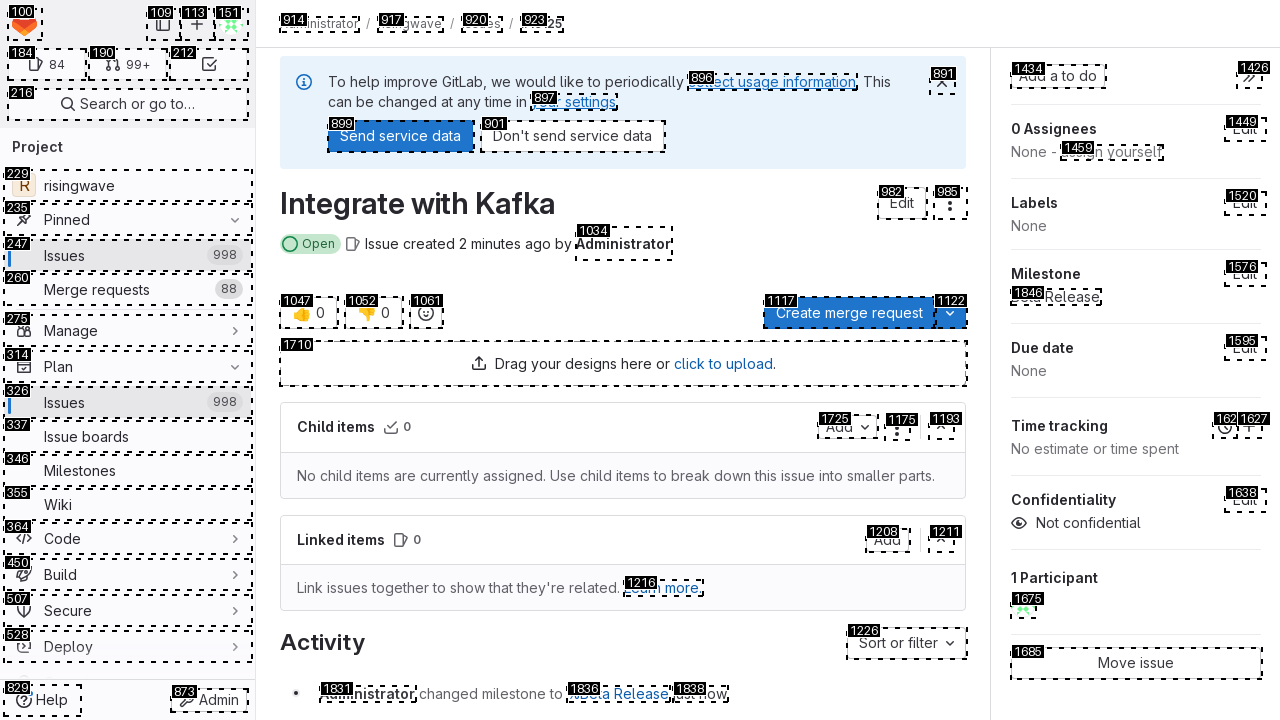 100
109
113
151
184
84
190
99+
212
216
Search or go to…
Project
229
R
risingwave
235
Pinned
247
Issues
998
260
Merge requests
88
275
Manage
314
Plan
326
Issues
998
337
Issue boards
346
Milestones
355
Wiki
364
Code
450
Build
507
Secure
528
Deploy
829
Help
873
Admin
914
Administrator
/
917
risingwave
/
920
Issues
/
923
25
To help improve GitLab, we would like to periodically 896 collect usage information. This
can be changed at any time in 897 your settings.
891
899
Send service data
901
Don't send service data
Integrate with Kafka
982
Edit
985
Open
Issue created 2 minutes ago by 1034 Administrator
1047
👍 0
1052
👎 0
1061
1117
Create merge request
1122
1710
Drag your designs here or click to upload.
Child items
0
1725
Add
1175
1193
No child items are currently assigned. Use child items to break down this issue into smaller parts.
Linked items
0
1208
Add
1211
Link issues together to show that they're related. 1216 Learn more.
Activity
1226
Sort or filter
1831 Administrator changed milestone to 1836 %Beta Release 1838 just now
1434
Add a to do
1426
0 Assignees
1449
Edit
None - 1459 assign yourself
Labels
1520
Edit
None
Milestone
1576
Edit
1846
Beta Release
Due date
1595
Edit
None
Time tracking
162
1627
No estimate or time spent
Confidentiality
1638
Edit
Not confidential
1 Participant
1675
1685
Move issue